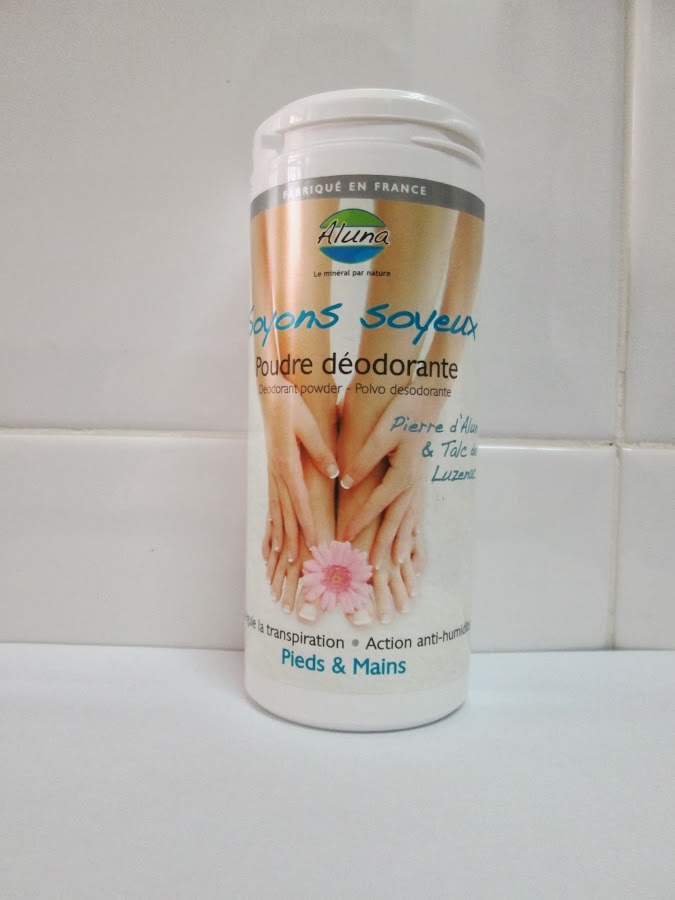 FABRIQUÉ EN FRANCE
Aluna
Le minéral par nature
Soyons soyeux
Poudre déodorante
Deodorant powder - Polvo desodorante
Pierre d'Alun
& Talc de
Luzenac
la transpiration • Action anti-humidité
Pieds & Mains